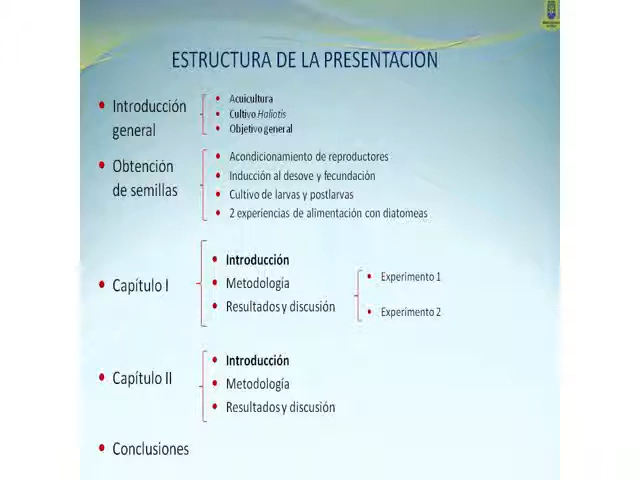 ESTRUCTURA DE LA PRESENTACION
Introducción
general
Acuicultura
Cultivo Haliotis
Objetivo general
Obtención
de semillas
Acondicionamiento de reproductores
Inducción al desove y fecundación
Cultivo de larvas y postlarvas
2 experiencias de alimentación con diatomeas
Capítulo I
Introducción
Metodología
Resultados y discusión
Experimento 1
Experimento 2
Capítulo II
Introducción
Metodología
Resultados y discusión
Conclusiones